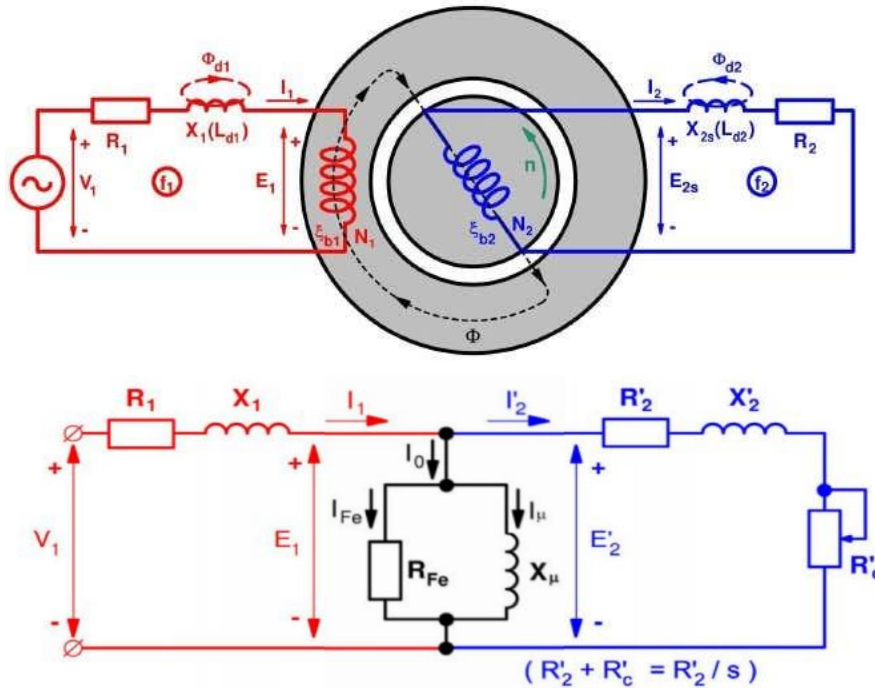 Φd1
I1
R1
X1(Ld1)
+
V1
-
f1
+
E1
-
ξb1
N1
n
ξb2
N2
Φ
Φd2
I2
X2s(Ld2)
R2
+
E2s
-
f2
R1
X1
I1
I'2
R'2
X'2
I0
+
V1
-
+
E1
-
IFe
Iμ
RFe
Xμ
+
E'2
-
R'c
( R'2 + R'c = R'2 / s )